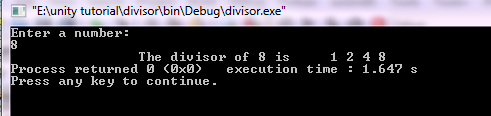 "E:\unity tutorial\divisor\bin\Debug\divisor.exe"
Enter a number:
8
The divisor of 8 is     1 2 4 8
Process returned 0 (0x0)   execution time : 1.647 s
Press any key to continue.